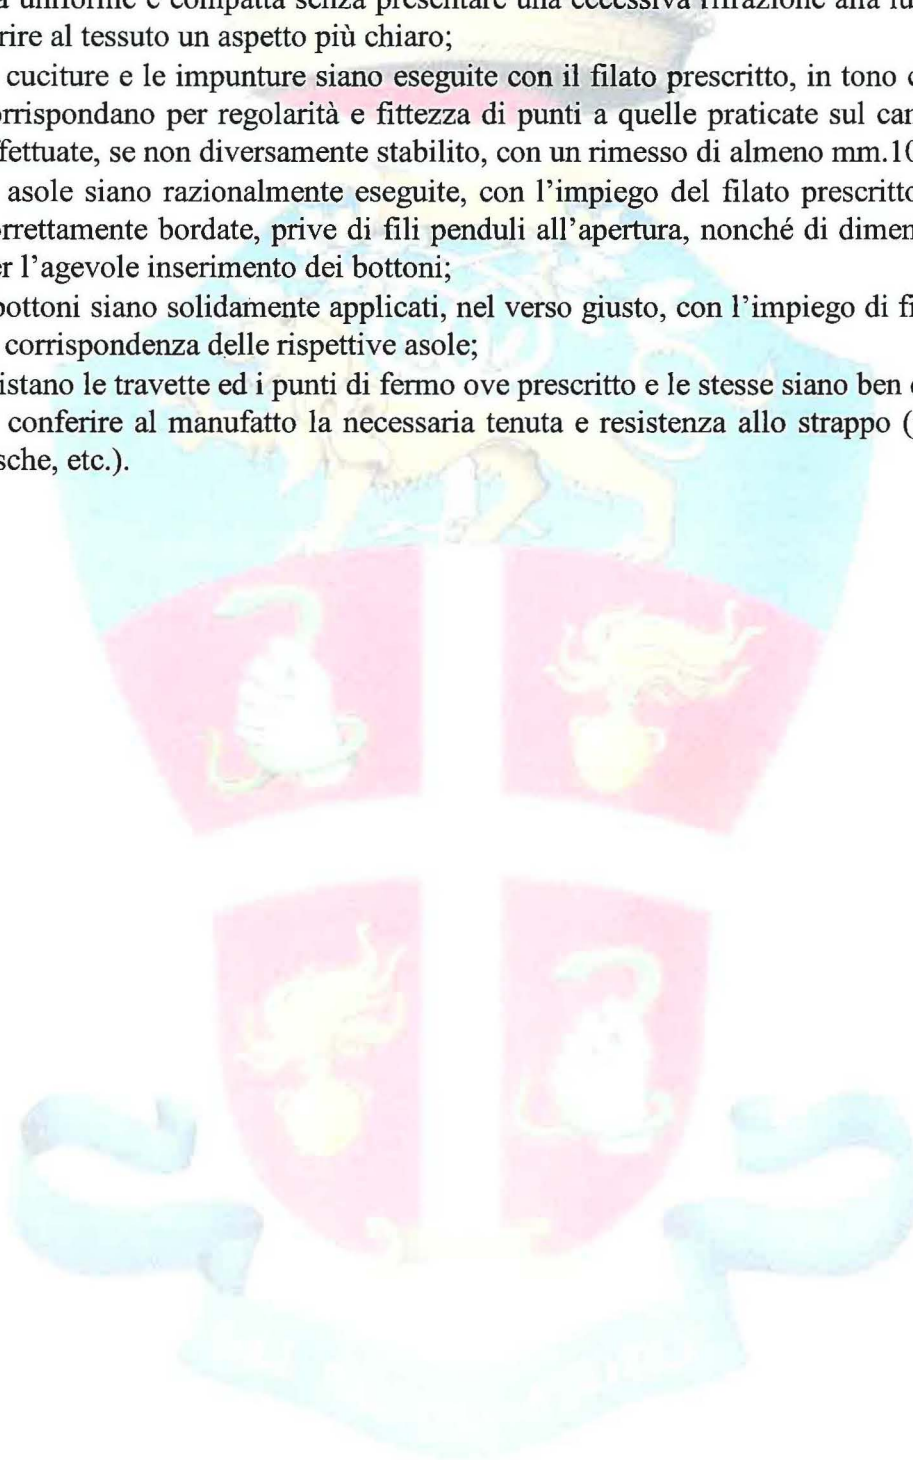 uniforme e compatta senza presentare una eccessiva rifrazione alla
rire al tessuto un aspetto più chiaro;
cuciture e le impunture siano eseguite con il filato prescritto, in tono
orrispondano per regolarità e fittezza di punti a quelle praticate sul
fettuate, se non diversamente stabilito, con un rimesso di almeno mm.10
asole siano razionalmente eseguite, con l'impiego del filato prescritto
orrettamente bordate, prive di fili penduli all'apertura, nonché di dimen
er l'agevole inserimento dei bottoni;
bottoni siano solidamente applicati, nel verso giusto, con l'impiego di fi
corrispondenza delle rispettive asole;
istano le travette ed i punti di fermo ove prescritto e le stesse siano ben
conferire al manufatto la necessaria tenuta e resistenza allo strappo (
sche, etc.).